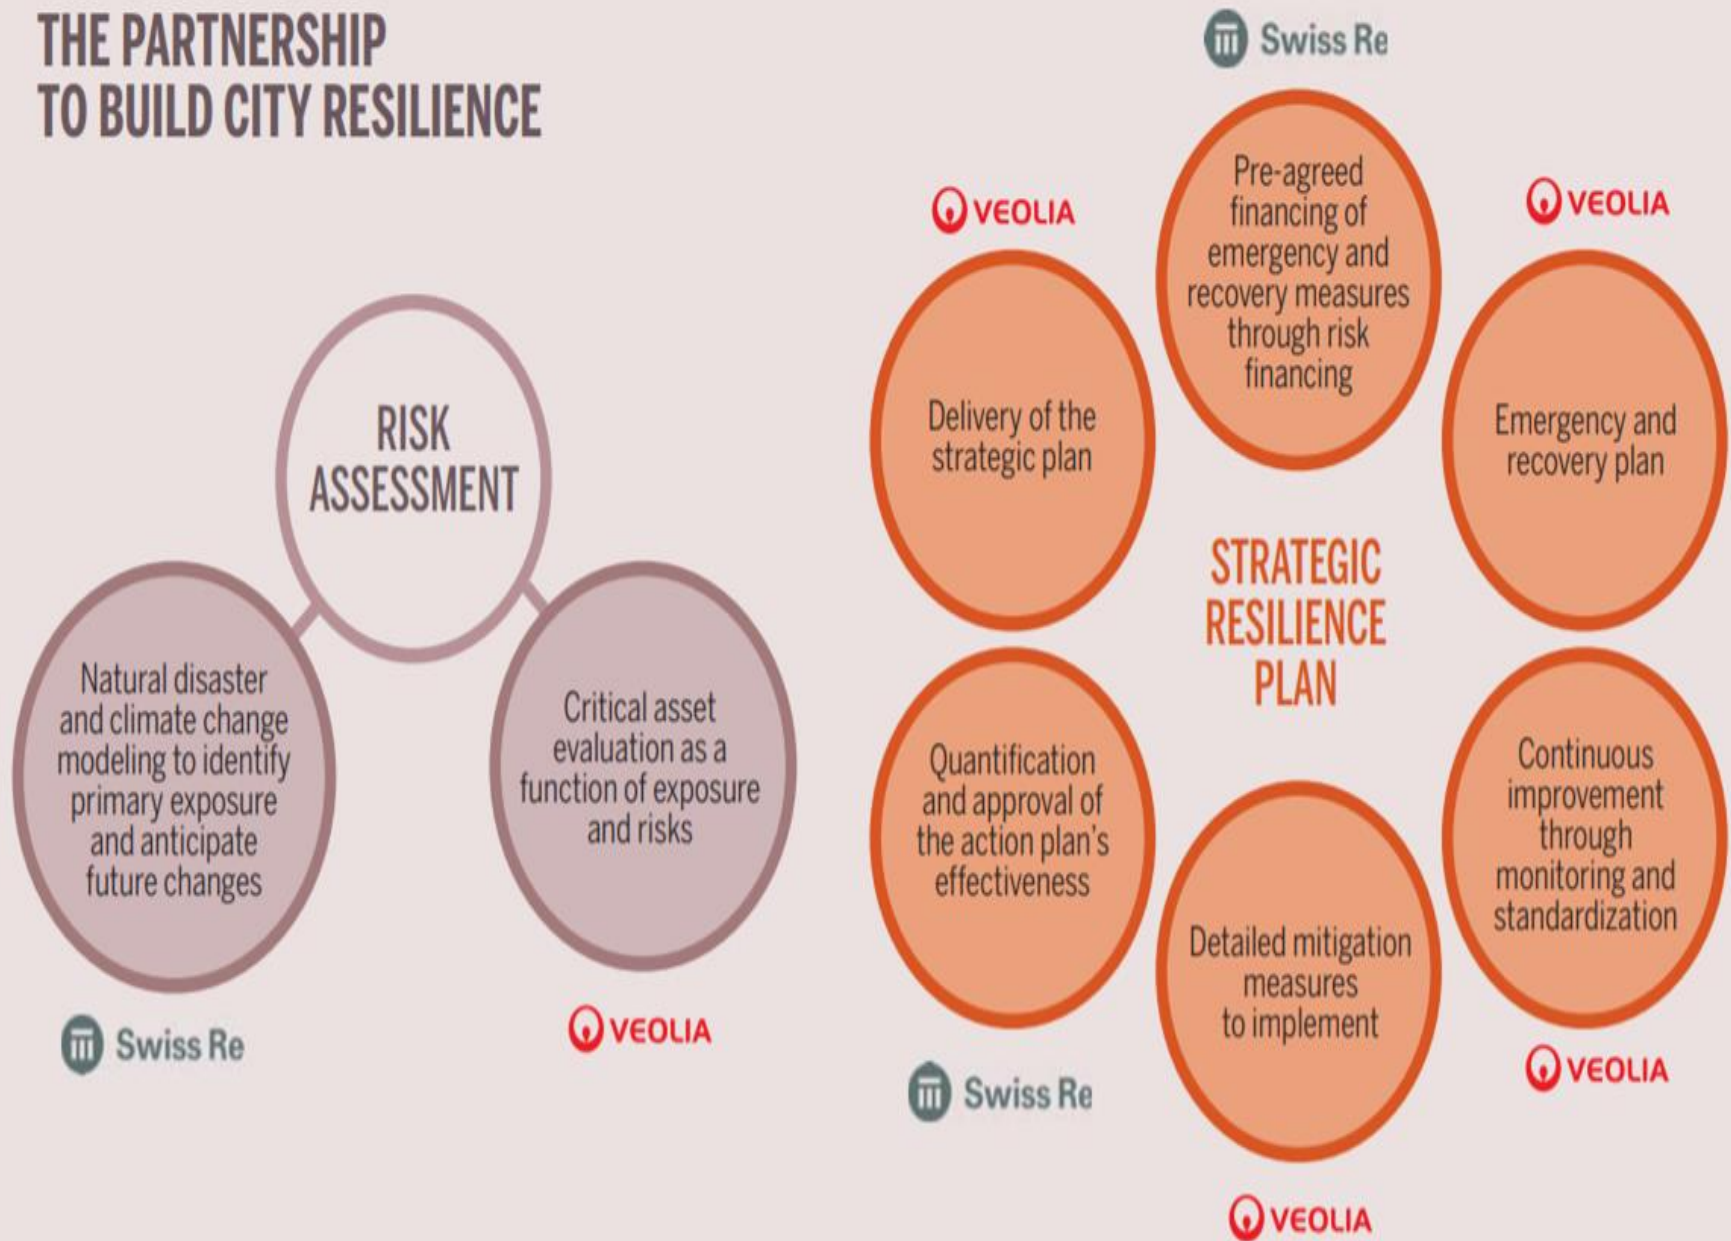 THE PARTNERSHIP
TO BUILD CITY RESILIENCE
RISK
ASSESSMENT
Natural disaster
and climate change
modeling to identify
primary exposure
and anticipate
future changes
Swiss Re
Critical asset
evaluation as a
function of exposure
and risks
VEOLIA
Swiss Re
Pre-agreed
financing of
emergency and
recovery measures
through risk
financing
VEOLIA
Delivery of the
strategic plan
VEOLIA
Emergency and
recovery plan
STRATEGIC
RESILIENCE
PLAN
Quantification
and approval of
the action plan's
effectiveness
Swiss Re
Detailed mitigation
measures
to implement
VEOLIA
Continuous
improvement
through
monitoring and
standardization
VEOLIA